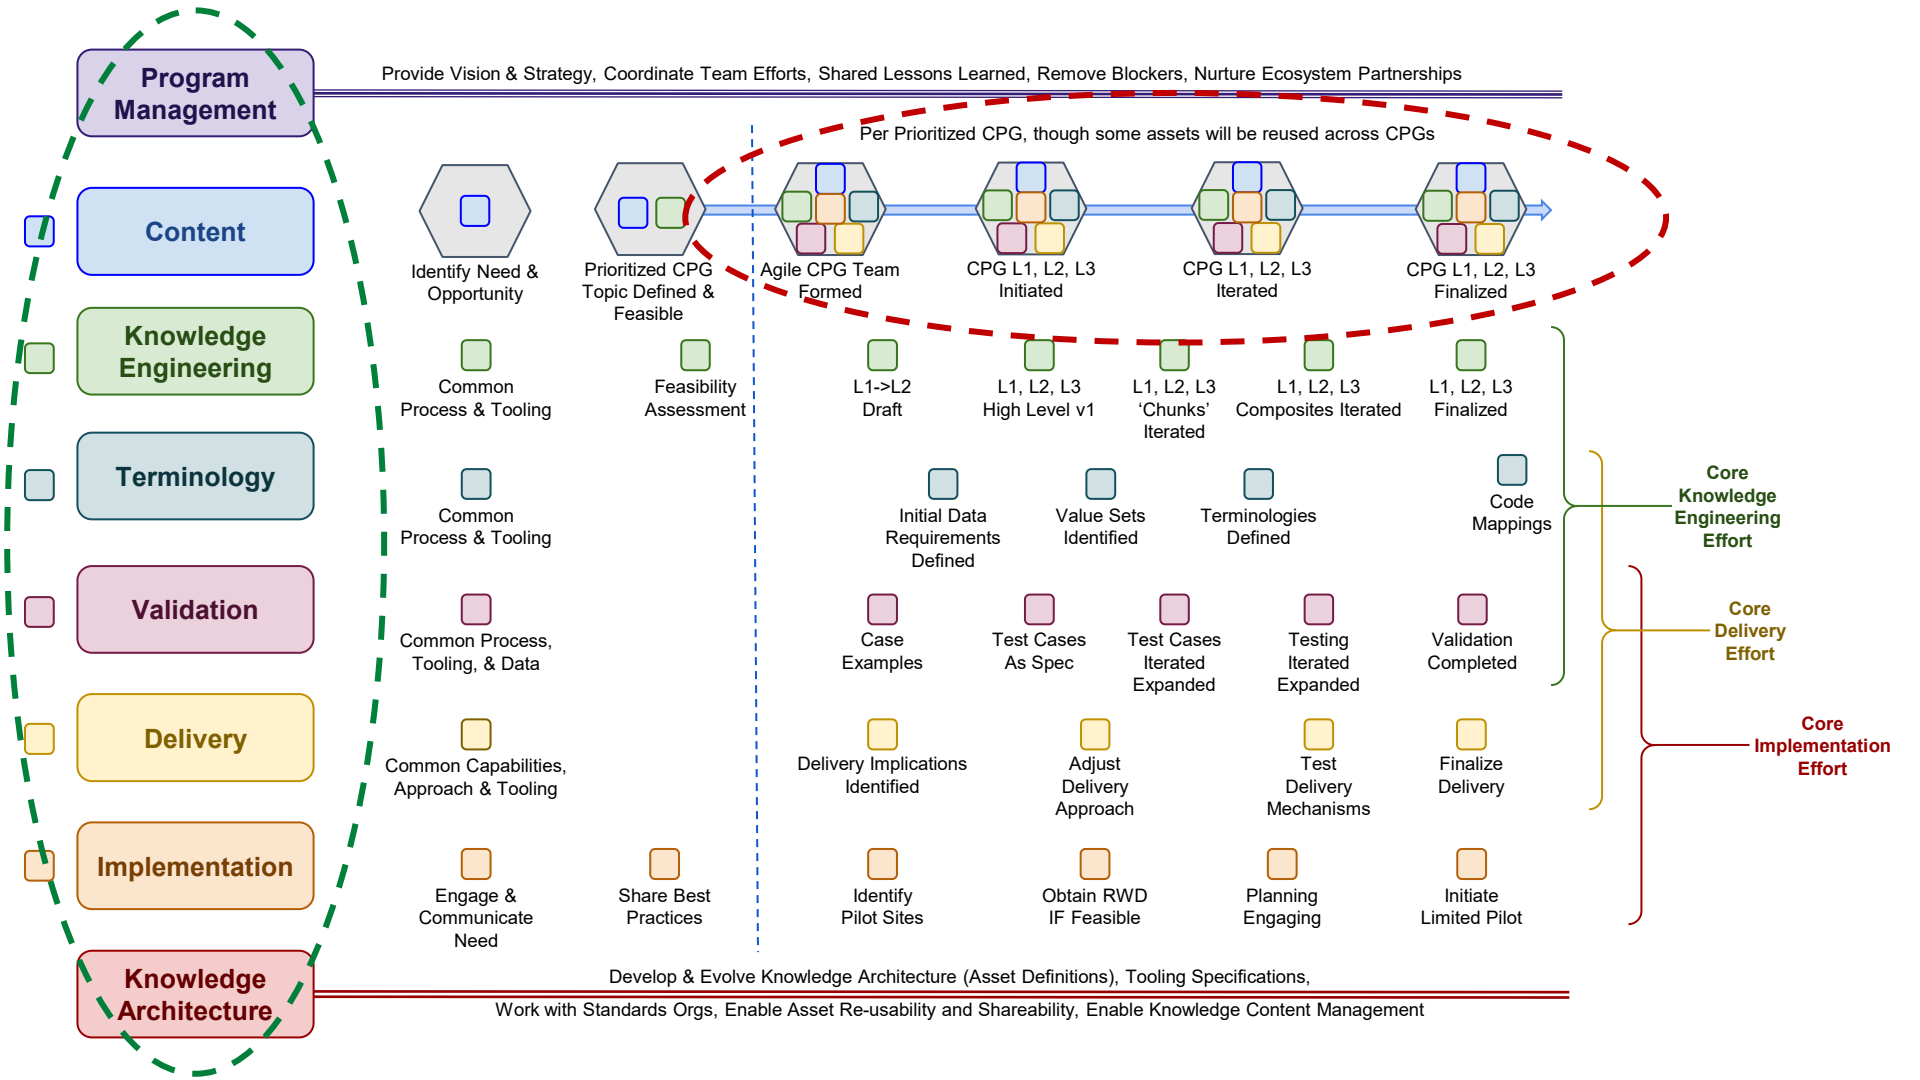 Program
Management
Provide Vision & Strategy, Coordinate Team Efforts, Shared Lessons Learned, Remove Blockers, Nurture Ecosystem Partnerships
Per Prioritized CPG, though some assets will be reused across CPGs
Content
Identify Need &
Opportunity
Prioritized CPG
Topic Defined &
Feasible
Agile CPG Team
Formed
CPG L1, L2, L3
Initiated
CPG L1, L2, L3
Iterated
CPG L1, L2, L3
Finalized
Knowledge
Engineering
Common
Process & Tooling
Feasibility
Assessment
L1->L2
Draft
L1, L2, L3
High Level v1
L1, L2, L3
‘Chunks’
Iterated
L1, L2, L3
Composites Iterated
L1, L2, L3
Finalized
Terminology
Common
Process & Tooling
Initial Data
Requirements
Defined
Value Sets
Identified
Terminologies
Defined
Code
Mappings
Core
Knowledge
Engineering
Effort
Validation
Common Process,
Tooling, & Data
Case
Examples
Test Cases
As Spec
Test Cases
Iterated
Expanded
Testing
Iterated
Expanded
Validation
Completed
Core
Delivery
Effort
Delivery
Common Capabilities,
Approach & Tooling
Delivery Implications
Identified
Adjust
Delivery
Approach
Test
Delivery
Mechanisms
Finalize
Delivery
Core
Implementation
Effort
Implementation
Engage &
Communicate
Need
Share Best
Practices
Identify
Pilot Sites
Obtain RWD
IF Feasible
Planning
Engaging
Initiate
Limited Pilot
Knowledge
Architecture
Develop & Evolve Knowledge Architecture (Asset Definitions), Tooling Specifications,
Work with Standards Orgs, Enable Asset Re-usability and Shareability, Enable Knowledge Content Management